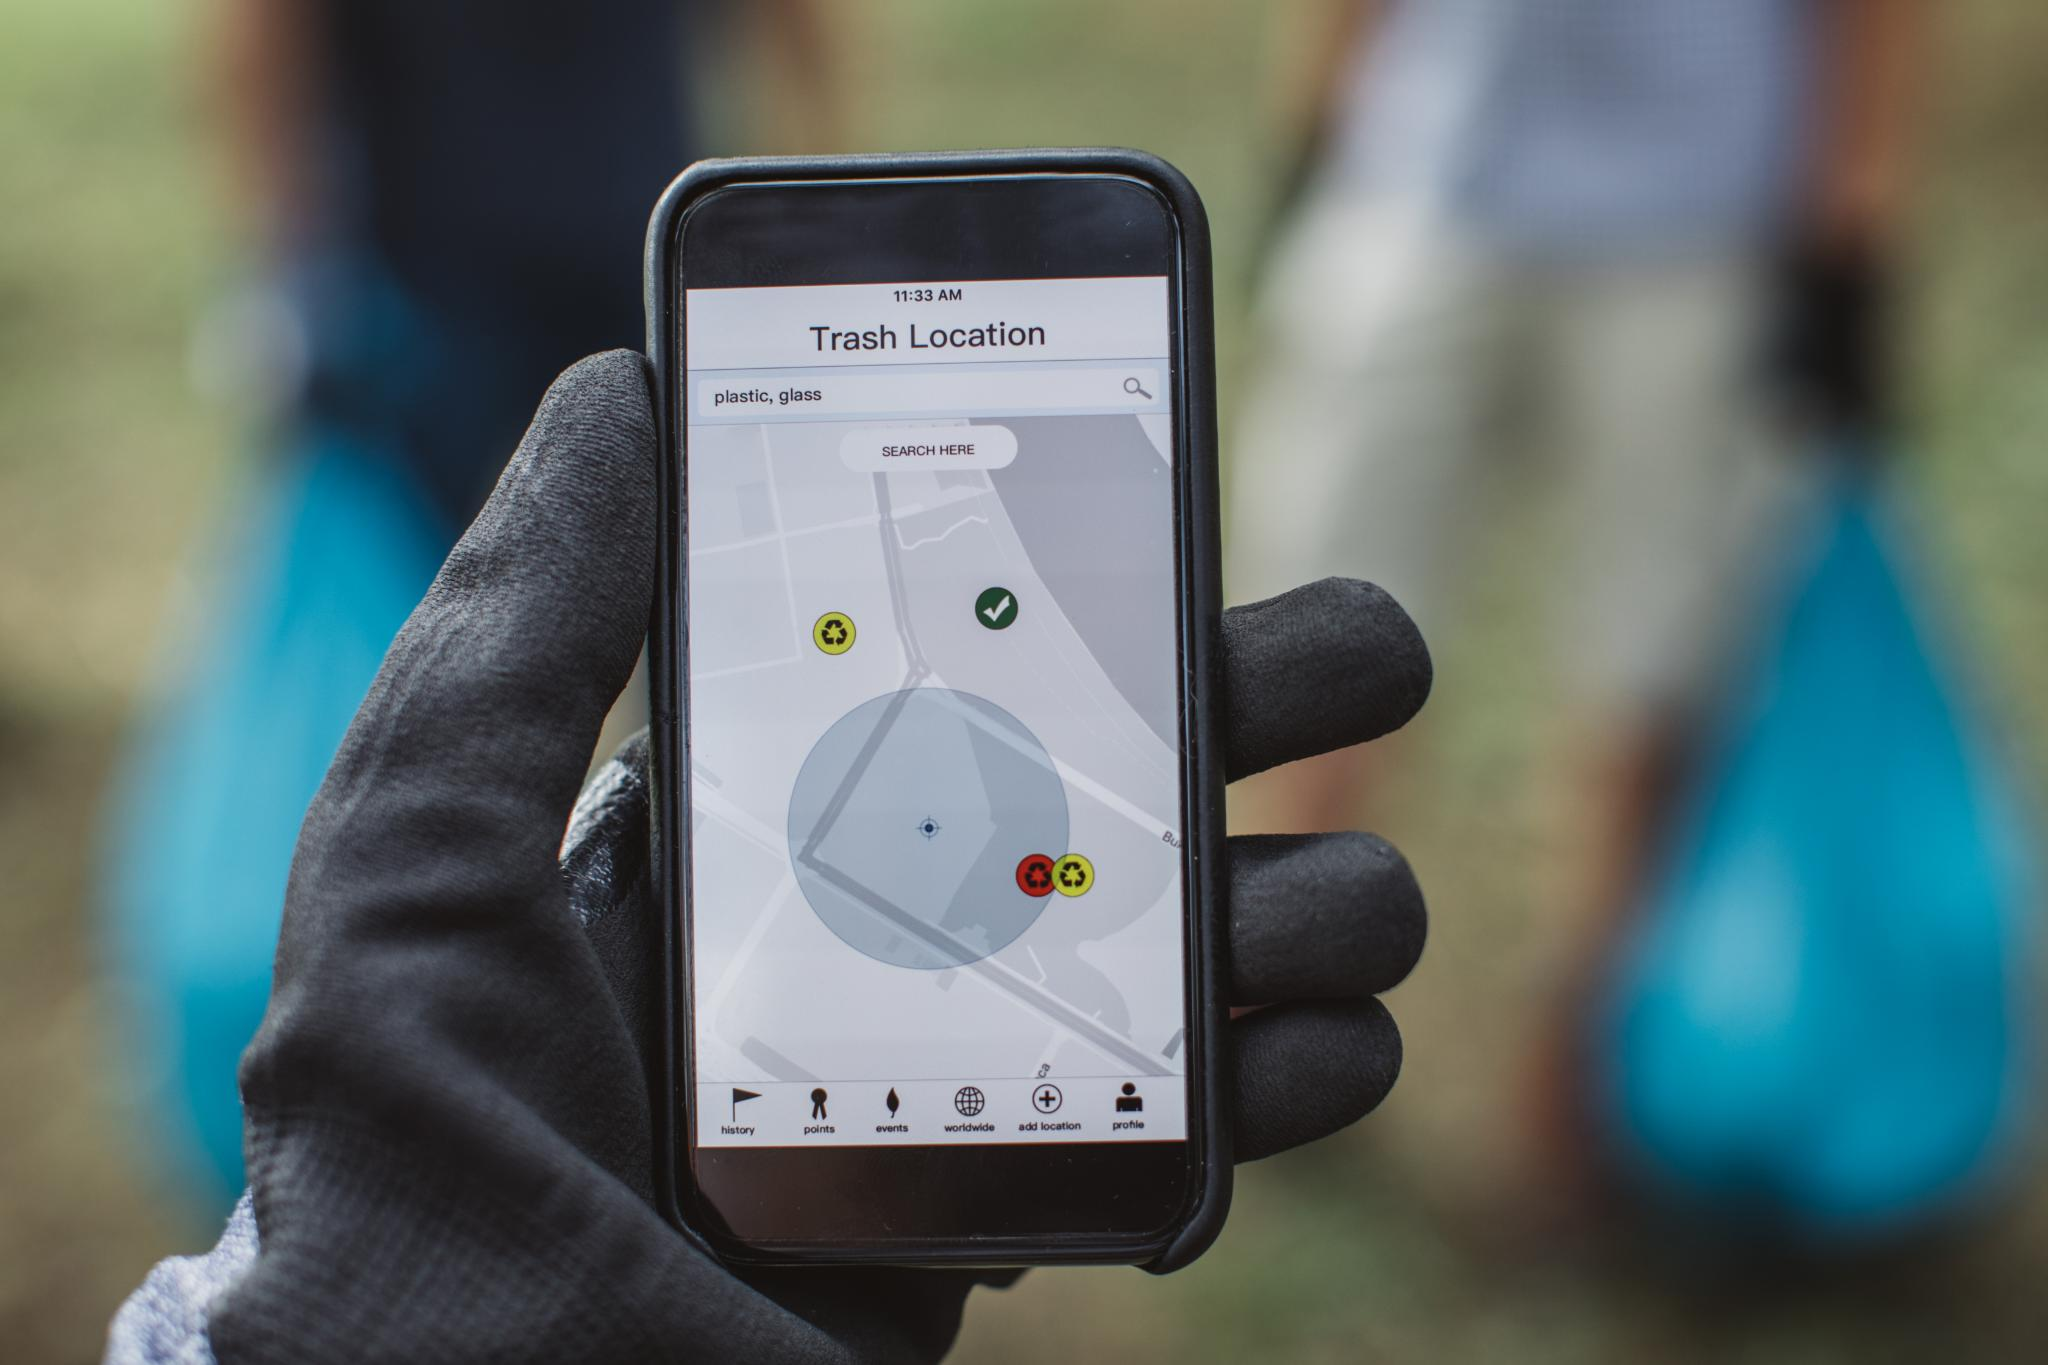 11:33 AM
Trash Location
plastic, glass
SEARCH HERE
history
points
events
worldwide
add location
profile